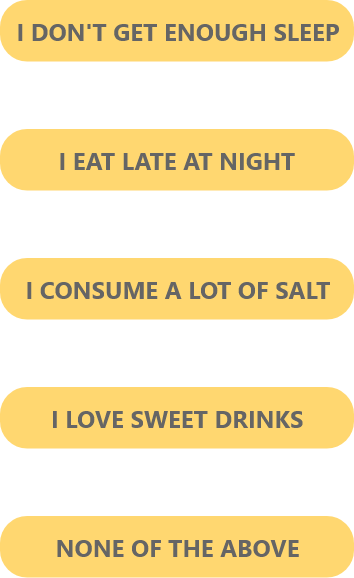 I DON'T GET ENOUGH SLEEP
I EAT LATE AT NIGHT
I CONSUME A LOT OF SALT
I LOVE SWEET DRINKS
NONE OF THE ABOVE